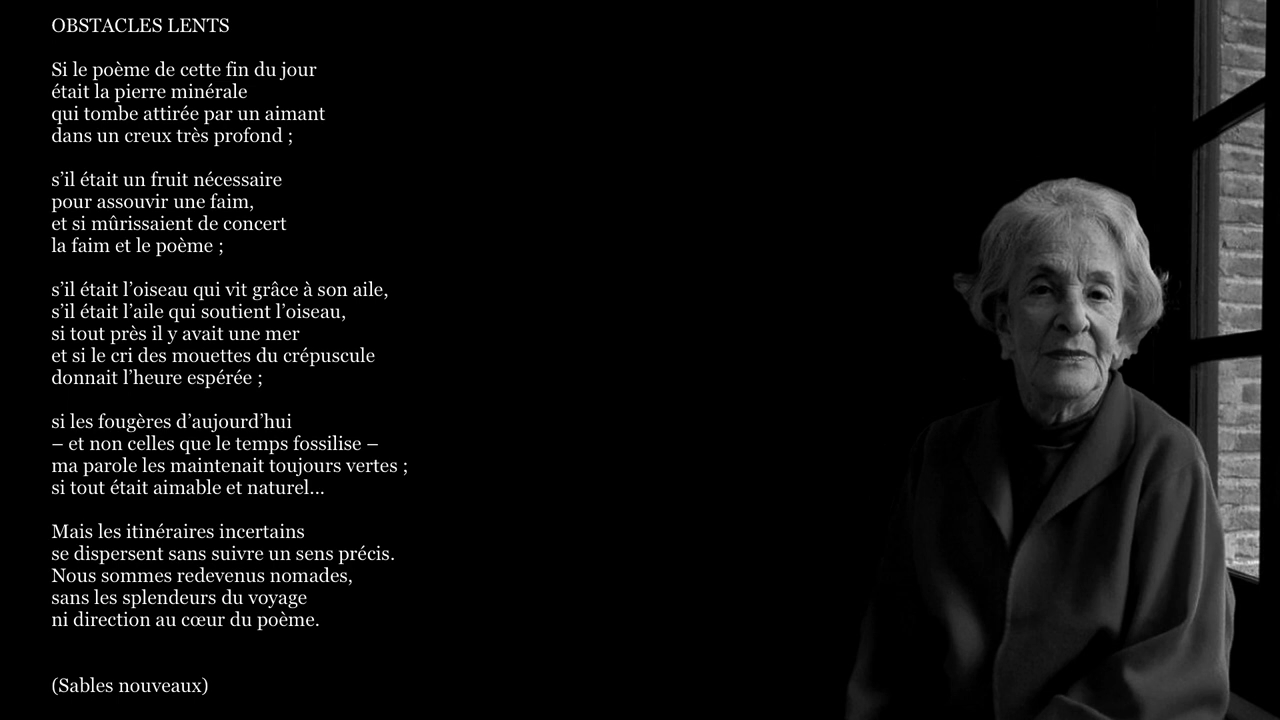 OBSTACLES LENTS
Si le poème de cette fin du jour
était la pierre minérale
qui tombe attirée par un aimant
dans un creux très profond ;
s’il était un fruit nécessaire
pour assouvir une faim,
et si mûrissaient de concert
la faim et le poème ;
s’il était l’oiseau qui vit grâce à son aile,
s’il était l’aile qui soutient l’oiseau,
si tout près il y avait une mer
et si le cri des mouettes du crépuscule
donnait l’heure espérée ;
si les fougères d’aujourd’hui
– et non celles que le temps fossilise –
ma parole les maintenait toujours vertes ;
si tout était aimable et naturel...
Mais les itinéraires incertains
se dispersent sans suivre un sens précis.
Nous sommes redevenus nomades,
sans les splendeurs du voyage
ni direction au cœur du poème.
(Sables nouveaux)